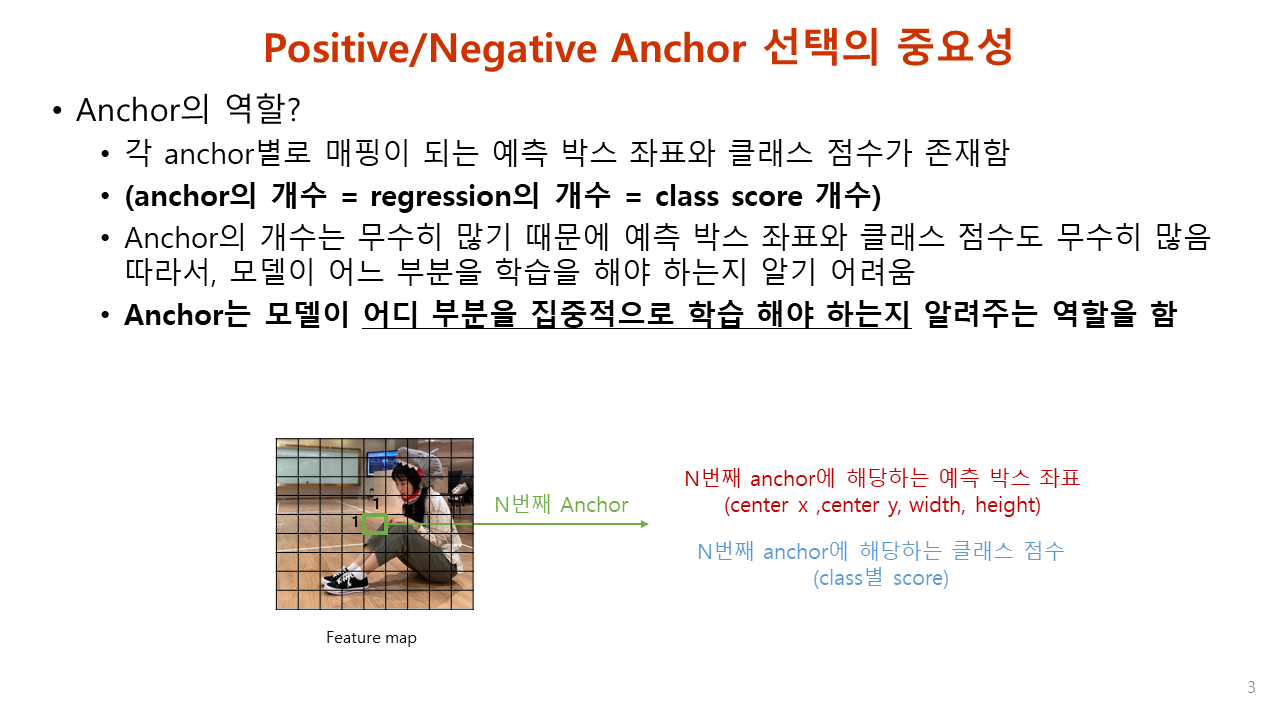 Positive/Negative Anchor 선택의 중요성
• Anchor의 역할?
• 각 anchor별로 매핑이 되는 예측 박스 좌표와 클래스 점수가 존재함
• (anchor의 개수 = regression의 개수 = class score 개수)
• Anchor의 개수는 무수히 많기 때문에 예측 박스 좌표와 클래스 점수도 무수히 많음
따라서, 모델이 어느 부분을 학습을 해야 하는지 알기 어려움
• Anchor는 모델이 어디 부분을 집중적으로 학습 해야 하는지 알려주는 역할을 함
1
1
N번째 Anchor
N번째 anchor에 해당하는 예측 박스 좌표
(center x ,center y, width, height)
N번째 anchor에 해당하는 클래스 점수
(class별 score)
Feature map
3